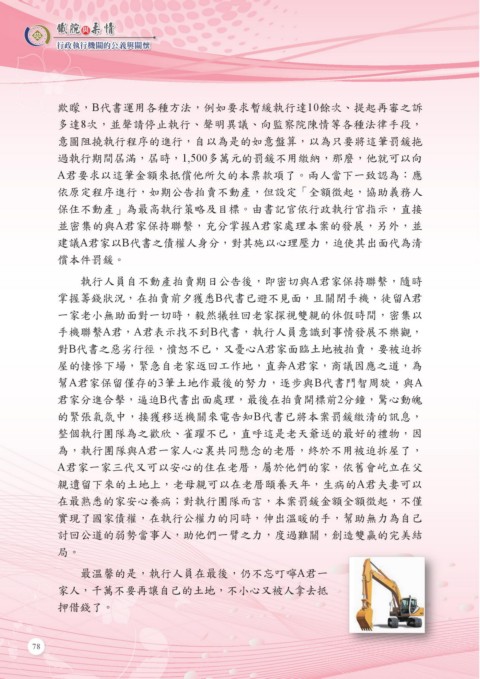 鐵腕與柔情
行政執行機關的公義與關懷
欺矇，B代書運用各種方法，例如要求暫緩執行達10餘次、提起再審之訴
多達8次，並聲請停止執行、聲明異議、向監察院陳情等各種法律手段，
意圖阻撓執行程序的進行，自以為是的如意盤算，以為只要將這筆罰鍰拖
過執行期間屆滿，屆時，1,500多萬元的罰鍰不用繳納，那麼，他就可以向
A君要求以這筆金額來抵償他所欠的本票款項了。兩人當下一致認為：應
依原定程序進行，如期公告拍賣不動產，但設定「全額徵起，協助義務人
保住不動產」為最高執行策略及目標。由書記官依行政執行官指示，直接
並密集的與A君家保持聯繫，充分掌握A君家處理本案的發展，另外，並
建議A君家以B代書之債權人身分，對其施以心理壓力，迫使其出面代為清
償本件罰鍰。
執行人員自不動產拍賣期日公告後，即密切與A君家保持聯繫，隨時
掌握籌錢狀況，在拍賣前夕獲悉B代書已避不見面，且關閉手機，徒留A君
一家老小無助面對一切時，毅然犧牲回老家探視雙親的休假時間，密集以
手機聯繫A君，A君表示找不到B代書，執行人員意識到事情發展不樂觀，
對B代書之惡劣行徑，憤怒不已，又憂心A君家面臨土地被拍賣，要被迫拆
屋的悽慘下場，緊急自老家返回工作地，直奔A君家，商議因應之道，為
幫A君家保留僅存的3筆土地作最後的努力，逐步與B代書鬥智周旋，與A
君家分進合擊，逼迫B代書出面處理，最後在拍賣開標前2分鐘，驚心動魄
的緊張氣氛中，接獲移送機關來電告知B代書已將本案罰鍰繳清的訊息，
整個執行團隊為之歡欣、雀躍不已，直呼這是老天爺送的最好的禮物，因
為，執行團隊與A君一家人心裏共同懸念的老厝，終於不用被迫拆屋了，
A君家一家三代又可以安心的住在老厝，屬於他們的家，依舊會屹立在父
親遺留下來的土地上，老母親可以在老厝頤養天年，生病的A君夫妻可以
在最熟悉的家安心養病；對執行團隊而言，本案罰鍰金額全額徵起，不僅
實現了國家債權，在執行公權力的同時，伸出溫暖的手，幫助無力為自己
討回公道的弱勢當事人，助他們一臂之力，度過難關，創造雙贏的完美結
局。
最溫馨的是，執行人員在最後，仍不忘叮嚀A君一
家人，千萬不要再讓自己的土地，不小心又被人拿去抵
押借錢了。
78